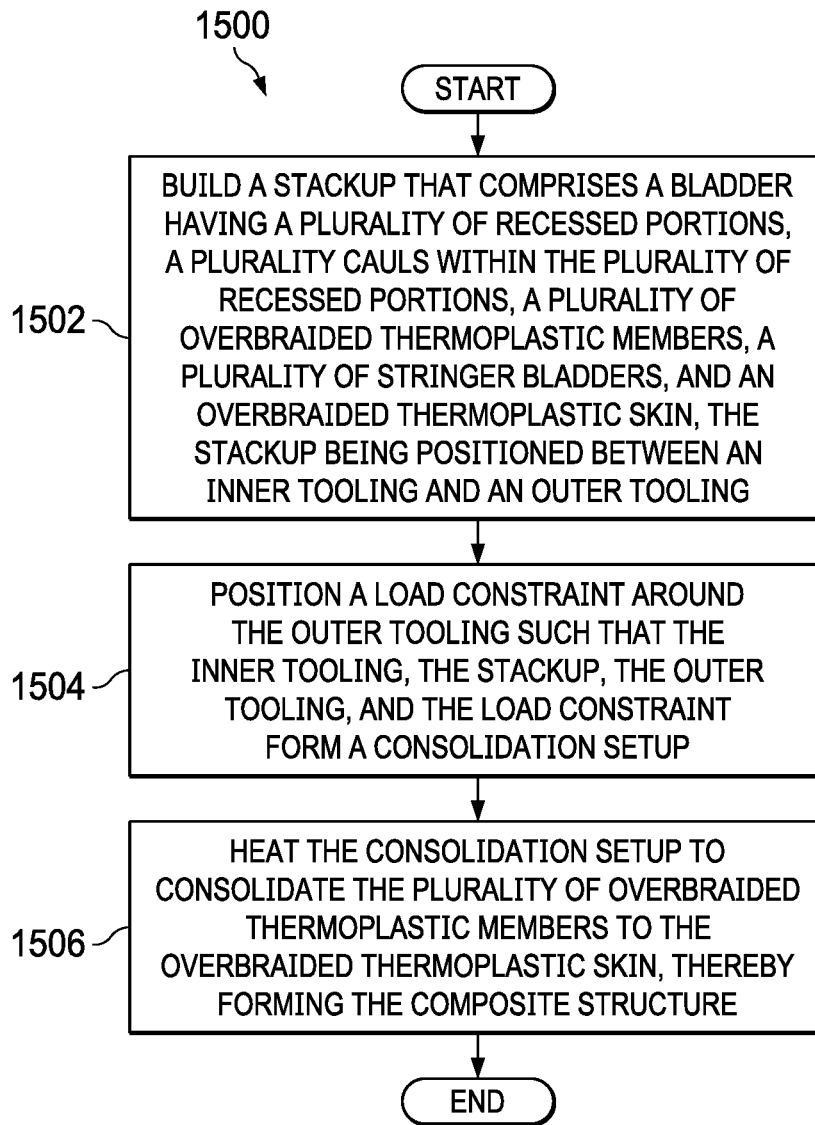 1500
START
BUILD A STACKUP THAT COMPRISES A BLADDER
HAVING A PLURALITY OF RECESSED PORTIONS,
A PLURALITY CAULS WITHIN THE PLURALITY OF
RECESSED PORTIONS, A PLURALITY OF
OVERBRAIDED THERMOPLASTIC MEMBERS, A
PLURALITY OF STRINGER BLADDERS, AND AN
OVERBRAIDED THERMOPLASTIC SKIN, THE
STACKUP BEING POSITIONED BETWEEN AN
INNER TOOLING AND AN OUTER TOOLING
1502
POSITION A LOAD CONSTRAINT AROUND
THE OUTER TOOLING SUCH THAT THE
INNER TOOLING, THE STACKUP, THE OUTER
TOOLING, AND THE LOAD CONSTRAINT
FORM A CONSOLIDATION SETUP
1504
HEAT THE CONSOLIDATION SETUP TO
CONSOLIDATE THE PLURALITY OF OVERBRAIDED
THERMOPLASTIC MEMBERS TO THE
OVERBRAIDED THERMOPLASTIC SKIN, THEREBY
FORMING THE COMPOSITE STRUCTURE
1506
END